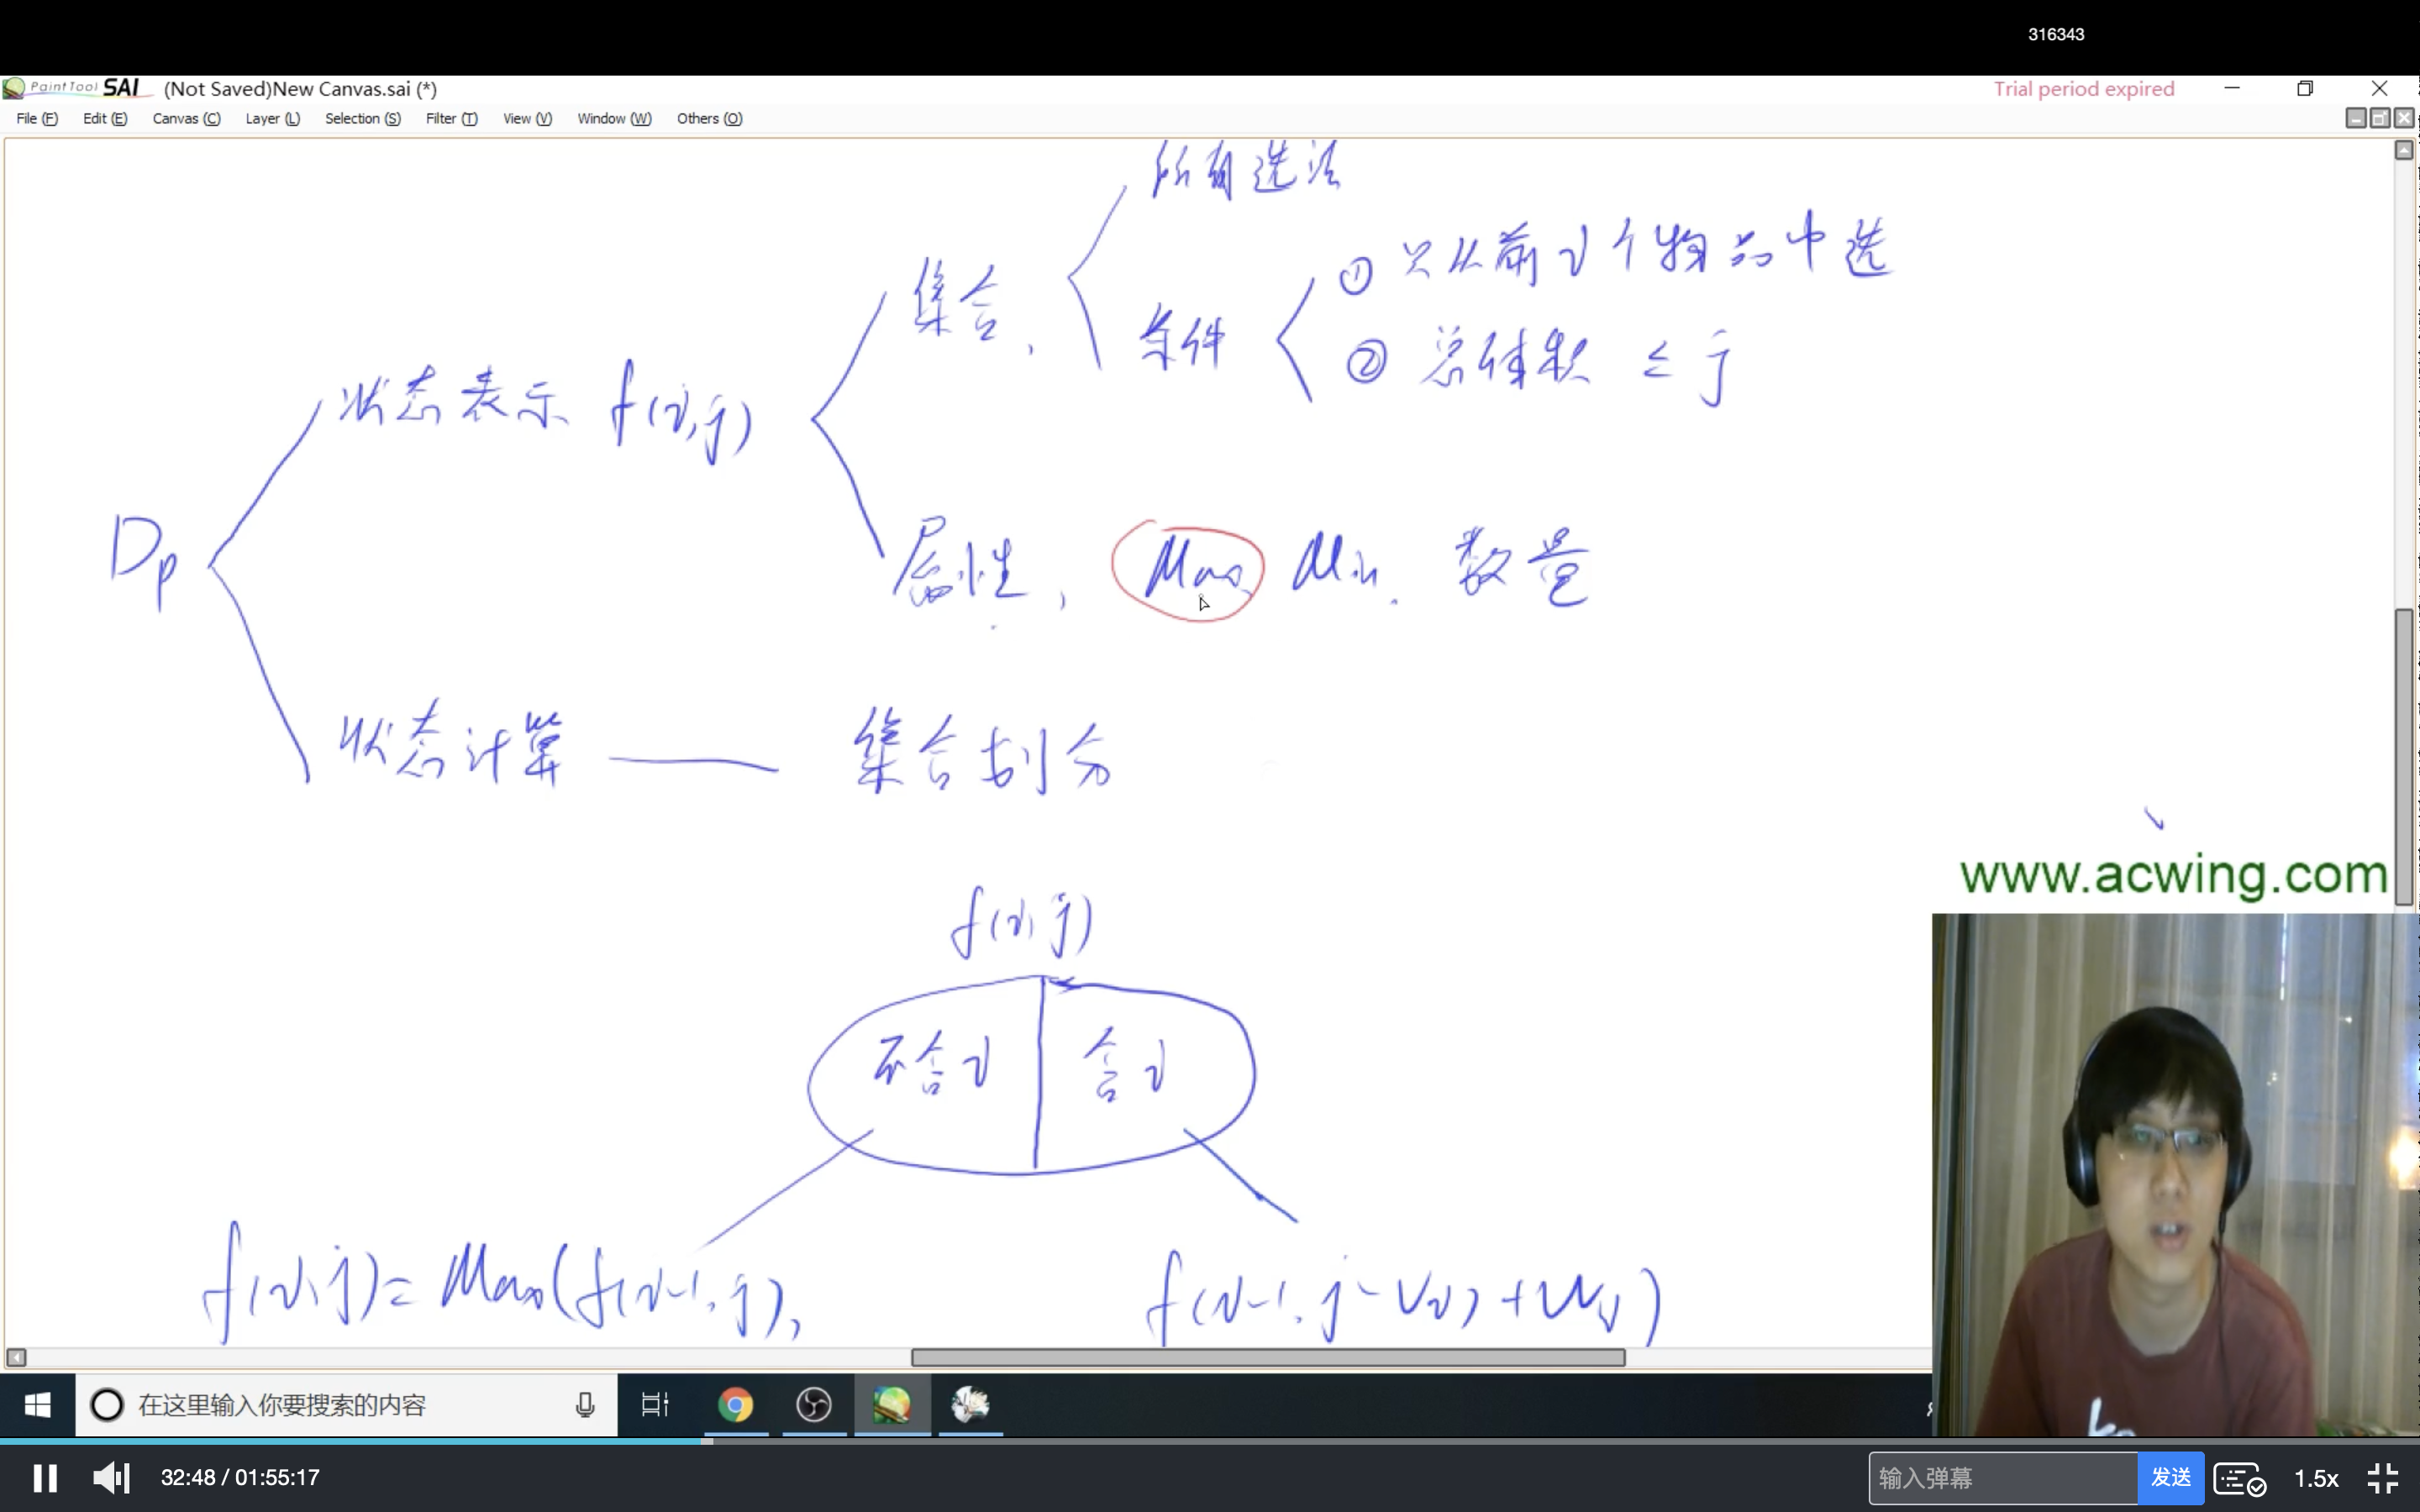 316343
PaintTool SAI (Not Saved)New Canvas.sai (*)
Trial period expired
File (F) Edit (E) Canvas (C) Layer (L) Selection (S) Filter (T) View (V) Window (W) Others (O)
所有选法
集合,
条件
① 只从前i个物品中选
② 总体积 ≤ j
状态表示 f(i,j)
Dp
属性, Max, Min, 数量
状态计算 —— 集合划分
www.acwing.com
f(i,j)
不含i 含i
f(i,j)= Max(f(i-1,j), f(i-1,j-vi)+wi)
在这里输入你要搜索的内容
32:48 / 01:55:17
输入弹幕 发送
1.5x